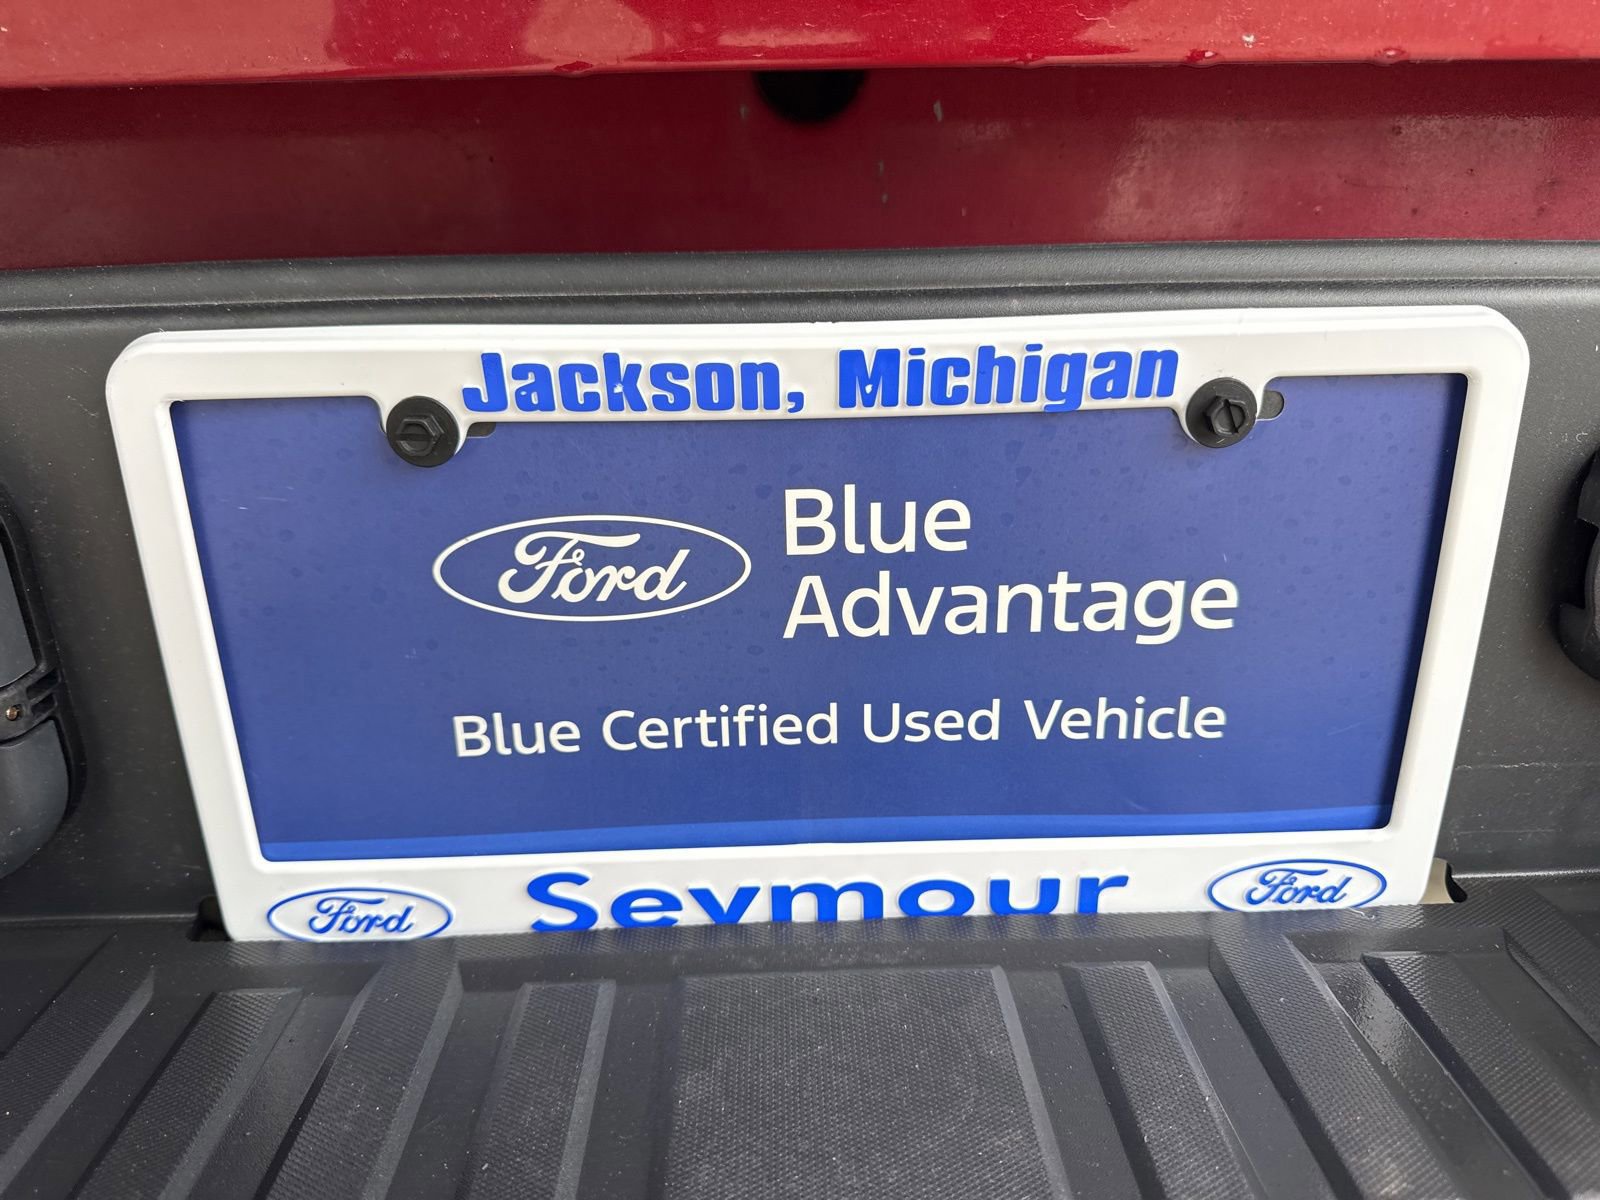 Jackson, Michigan
Ford
Blue
Advantage
Blue Certified Used Vehicle
Ford Seymour Ford